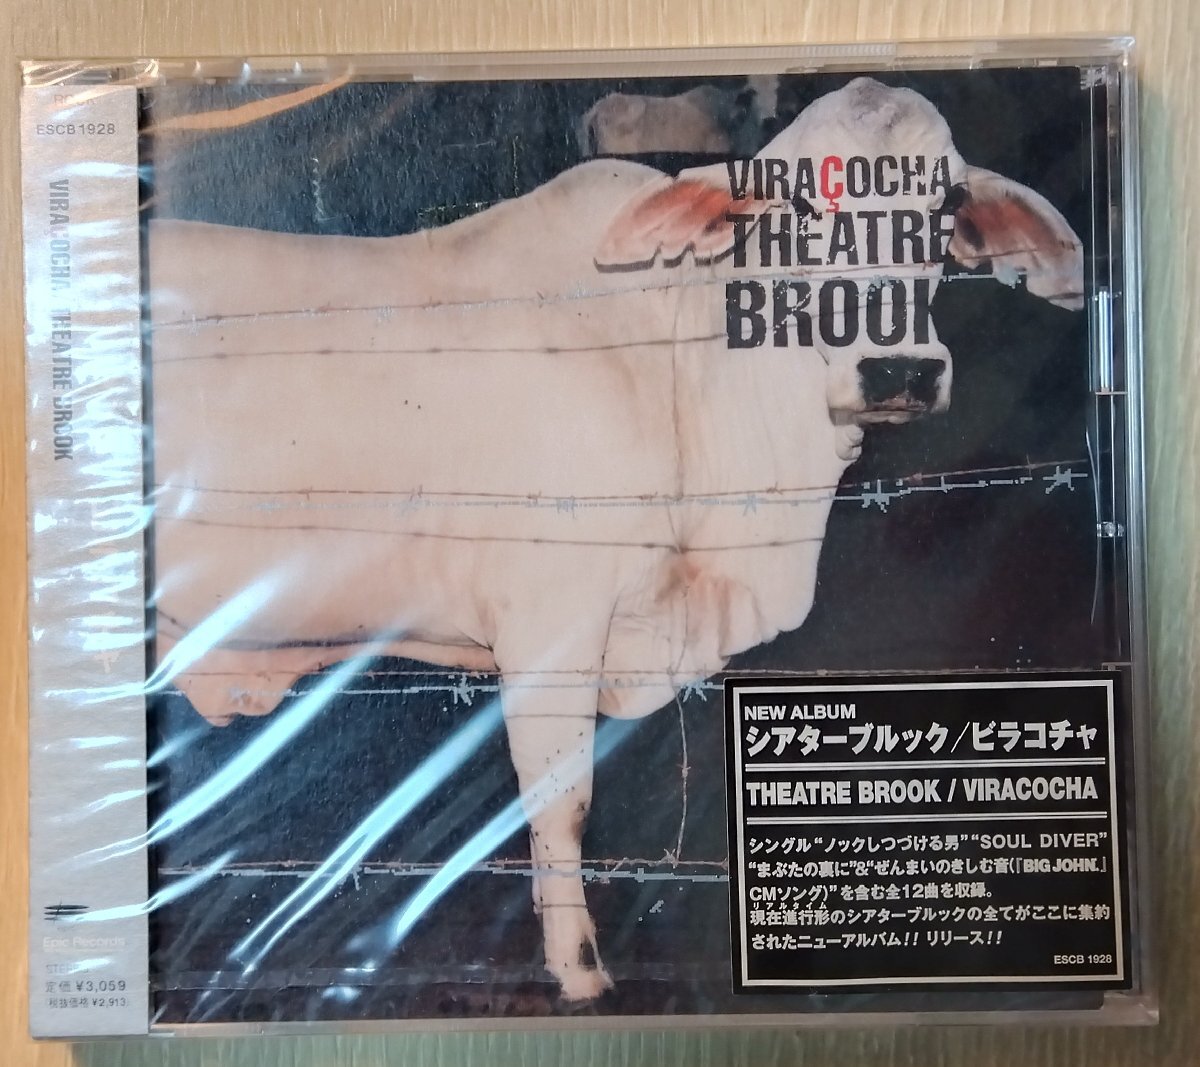 ESCB 1928
VIRAÇOCHA THEATRE BROOK
Epic Records
STEREO
定価 ¥3,059
(税抜価格 ¥2,913)
VIRAÇOCHA
THEATRE
BROOK
NEW ALBUM
シアターブルック/ビラコチャ
THEATRE BROOK / VIRACOCHA
シングル“ノックしつづける男”“SOUL DIVER”
“まぶたの裏に”&“ぜんまいのきしむ音(『BIG JOHN.』
CMソング)”を含む全12曲を収録。
リアルタイム
現在進行形のシアターブルックの全てがここに集約
されたニューアルバム!! リリース!!
ESCB 1928